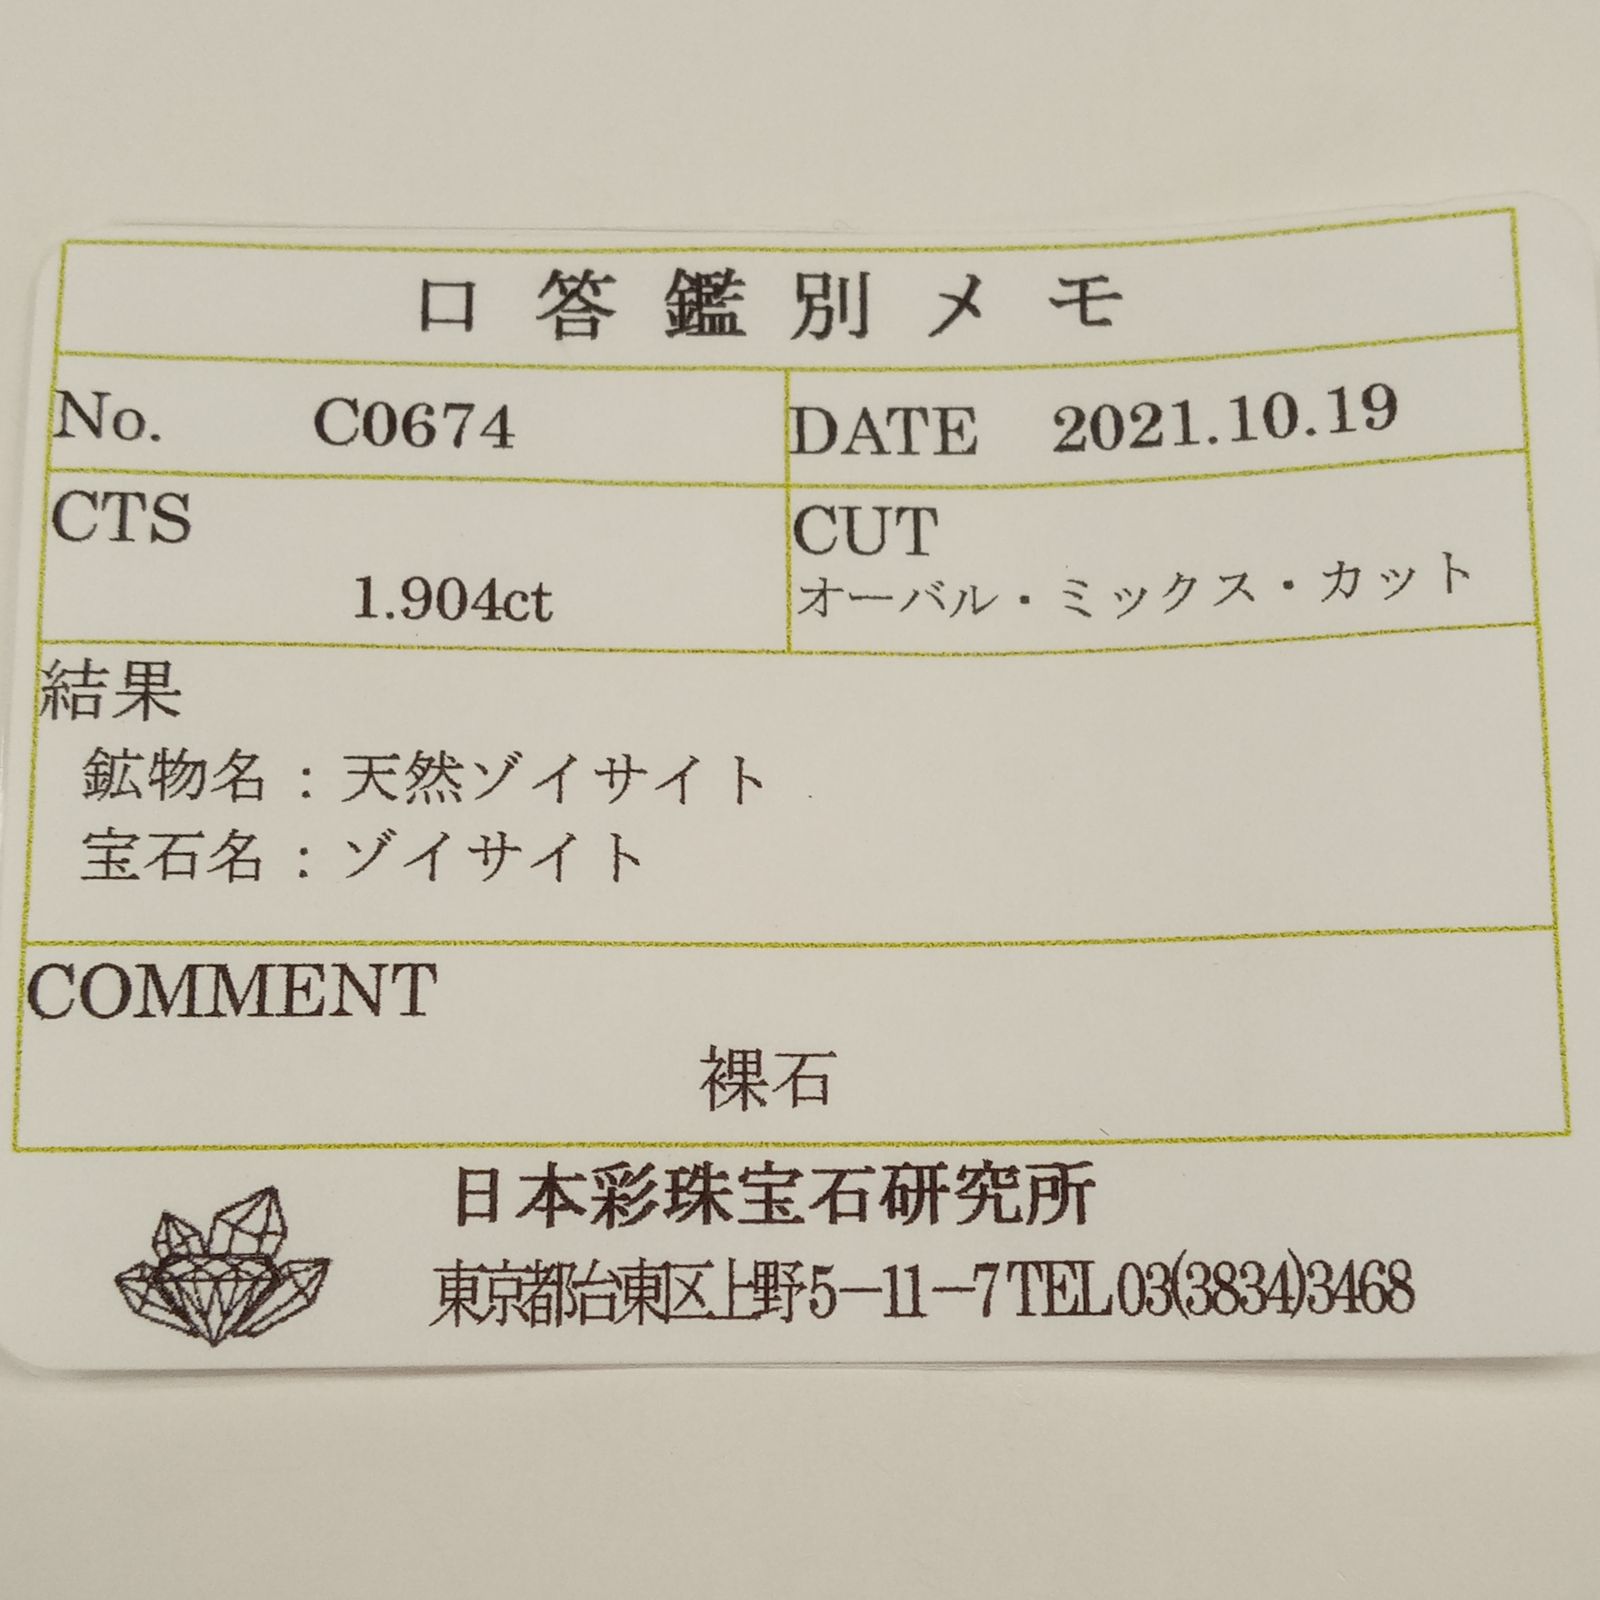 口答鑑別メモ
No. C0674 DATE 2021.10.19
CTS CUT
1.904ct オーバル・ミックス・カット
結果
鉱物名：天然ゾイサイト
宝石名：ゾイサイト
COMMENT
裸石
日本彩珠宝石研究所
東京都台東区上野5－11－7 TEL 03(3834)3468